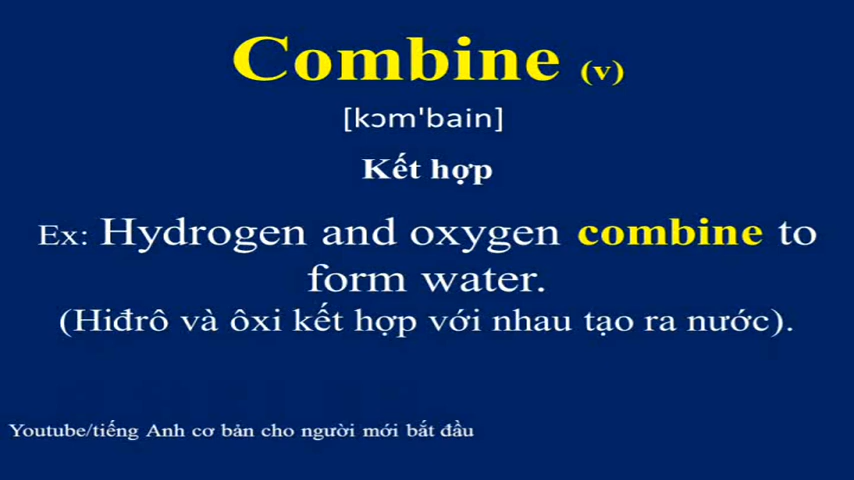 Combine (v)
[kɔm'bain]
Kết hợp
Ex: Hydrogen and oxygen combine to
form water.
(Hiđrô và ôxi kết hợp với nhau tạo ra nước).
Youtube/tiếng Anh cơ bản cho người mới bắt đầu